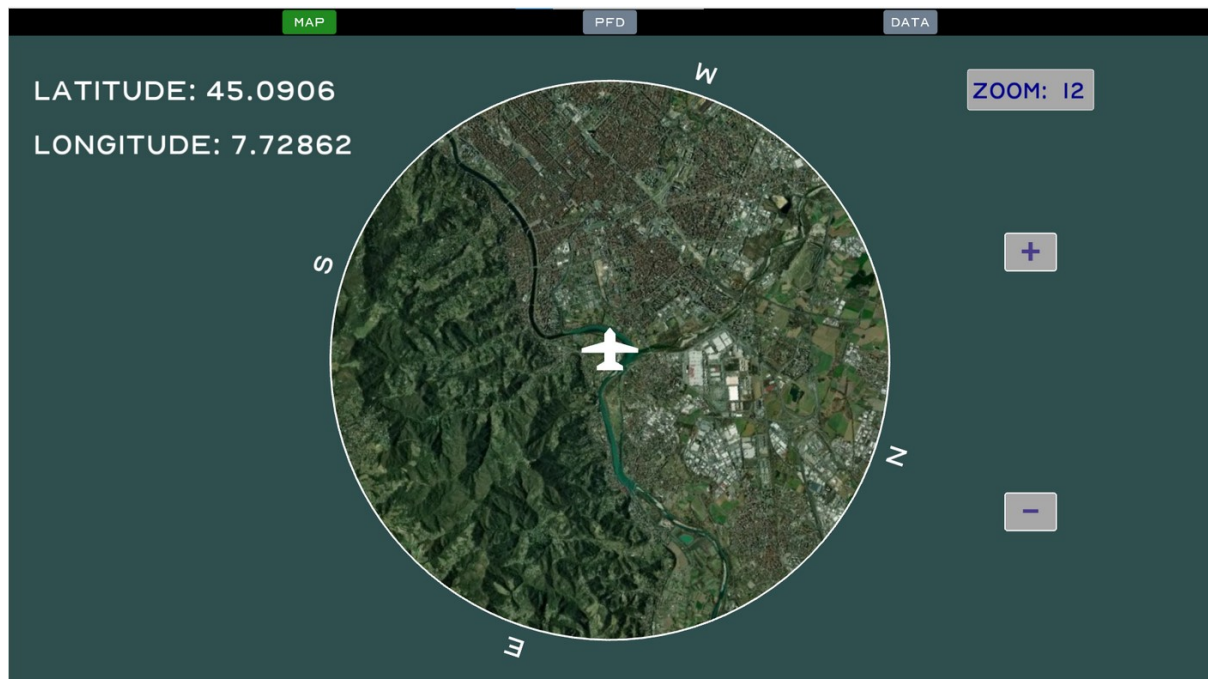 MAP
PFD
DATA
LATITUDE: 45.0906
LONGITUDE: 7.72862
ZOOM: 12
W
S
+
N
-
E